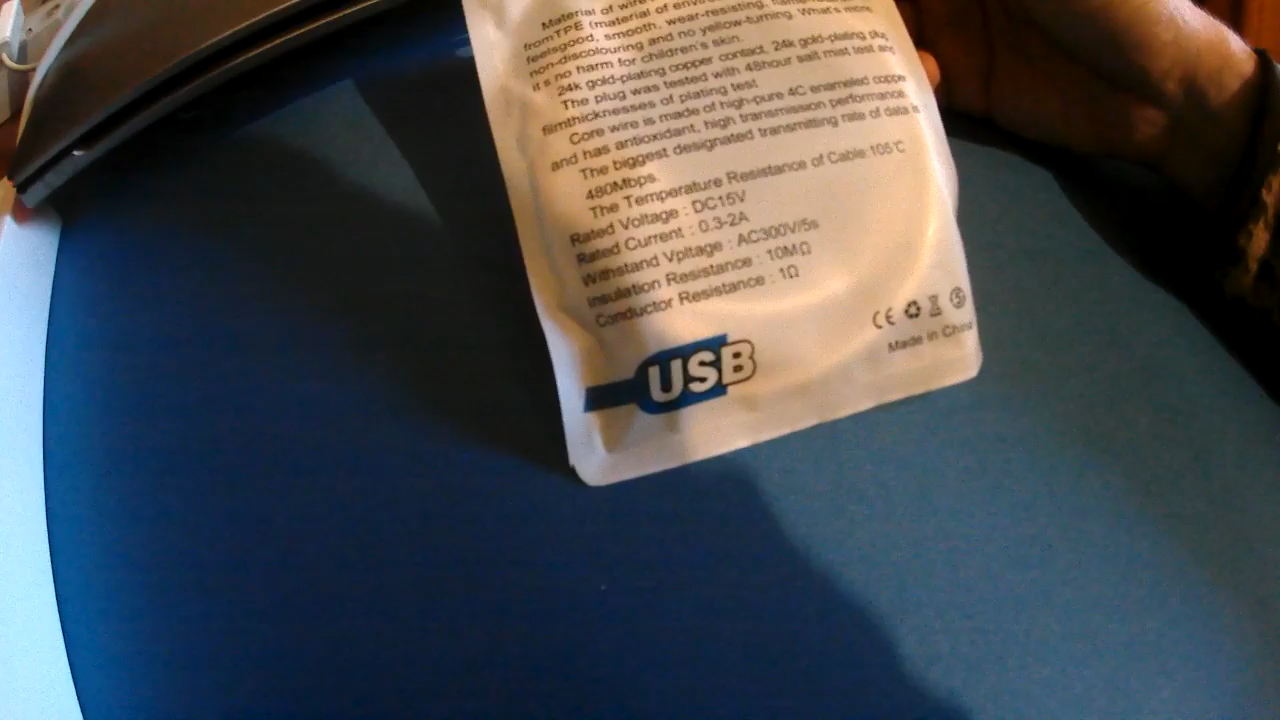 Material of wire
fromTPE (material of
feelsgood, smooth, wear-resisting,
non-discolouring and no yellow-turning. What's more,
it's no harm for children's skin.
24k gold-plating copper contact, 24k gold-plating plug
The plug was tested with 48hour salt mist test and
filmthicknesses of plating test
Core wire is made of high-pure 4C enameled copper
and has antioxidant, high transmission performance.
The biggest designated transmitting rate of data is
480Mbps.
The Temperature Resistance of Cable:105℃
Rated Voltage : DC15V
Rated Current : 0.3-2A
Withstand Vpltage : AC300V/5s
Insulation Resistance : 10MΩ
Conductor Resistance : 1Ω
CE
Made in China
USB